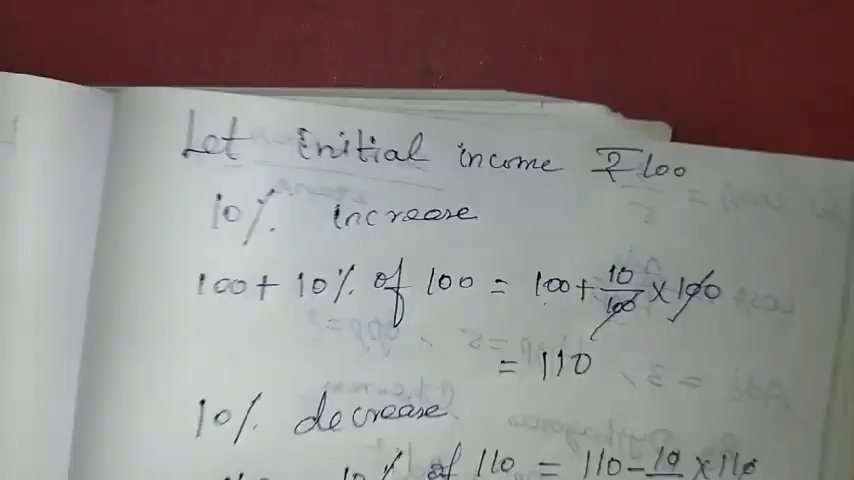 Let Initial income ₹100
10% increase
100 + 10% of 100 = 100 + 10/100 × 100
= 110
10% decrease
10% of 110 = 110 - 10 × 110